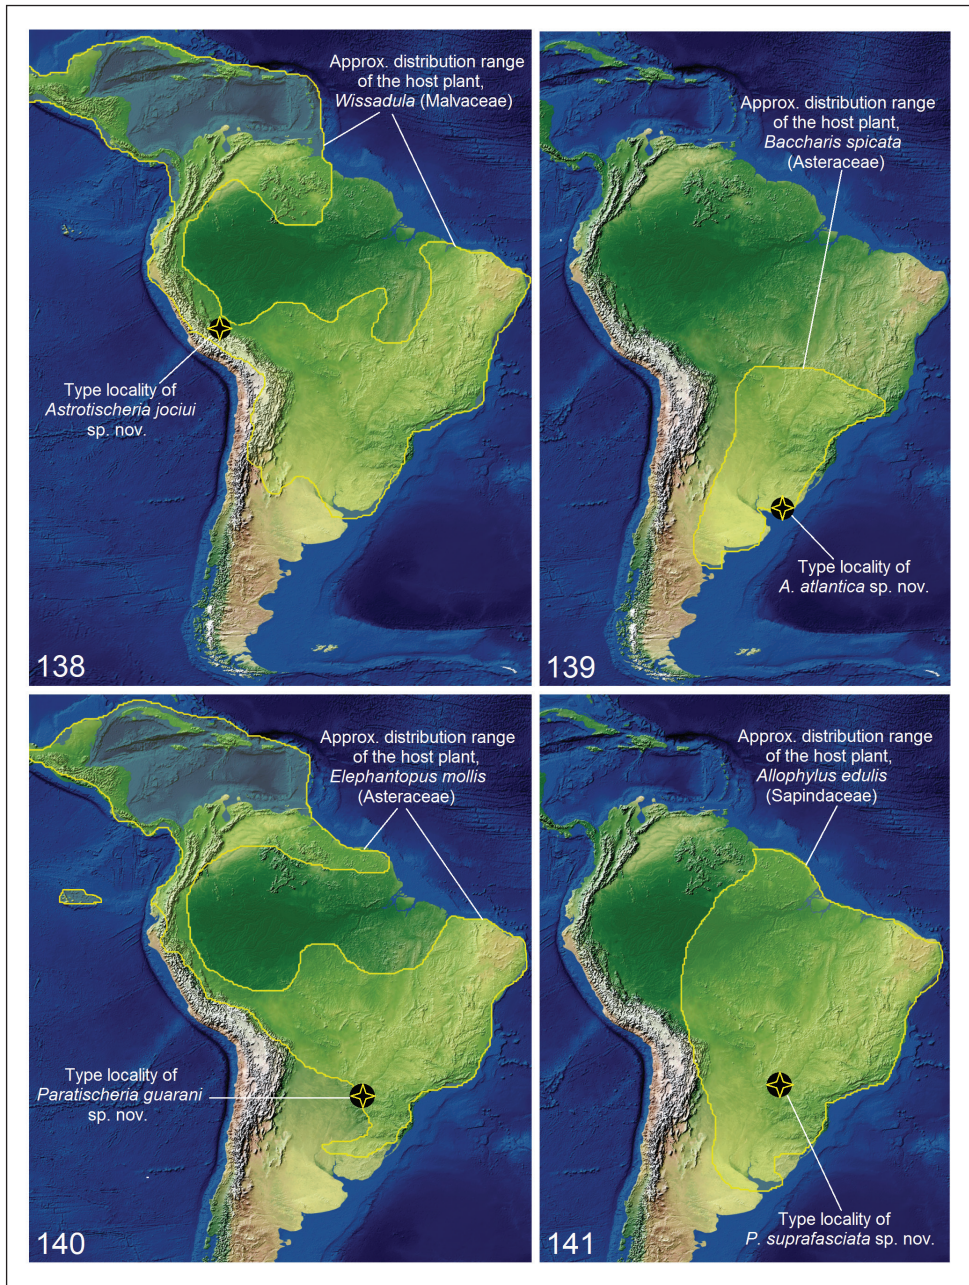 Approx. distribution range
of the host plant,
Wissadula (Malvaceae)
Type locality of
Astrotischeria jociui
sp. nov.
138
Approx. distribution range
of the host plant,
Baccharis spicata
(Asteraceae)
Type locality of
A. atlantica sp. nov.
139
Approx. distribution range
of the host plant,
Elephantopus mollis
(Asteraceae)
Type locality of
Paratischeria guarani
sp. nov.
140
Approx. distribution range
of the host plant,
Allophylus edulis
(Sapindaceae)
Type locality of
P. suprafasciata sp. nov.
141